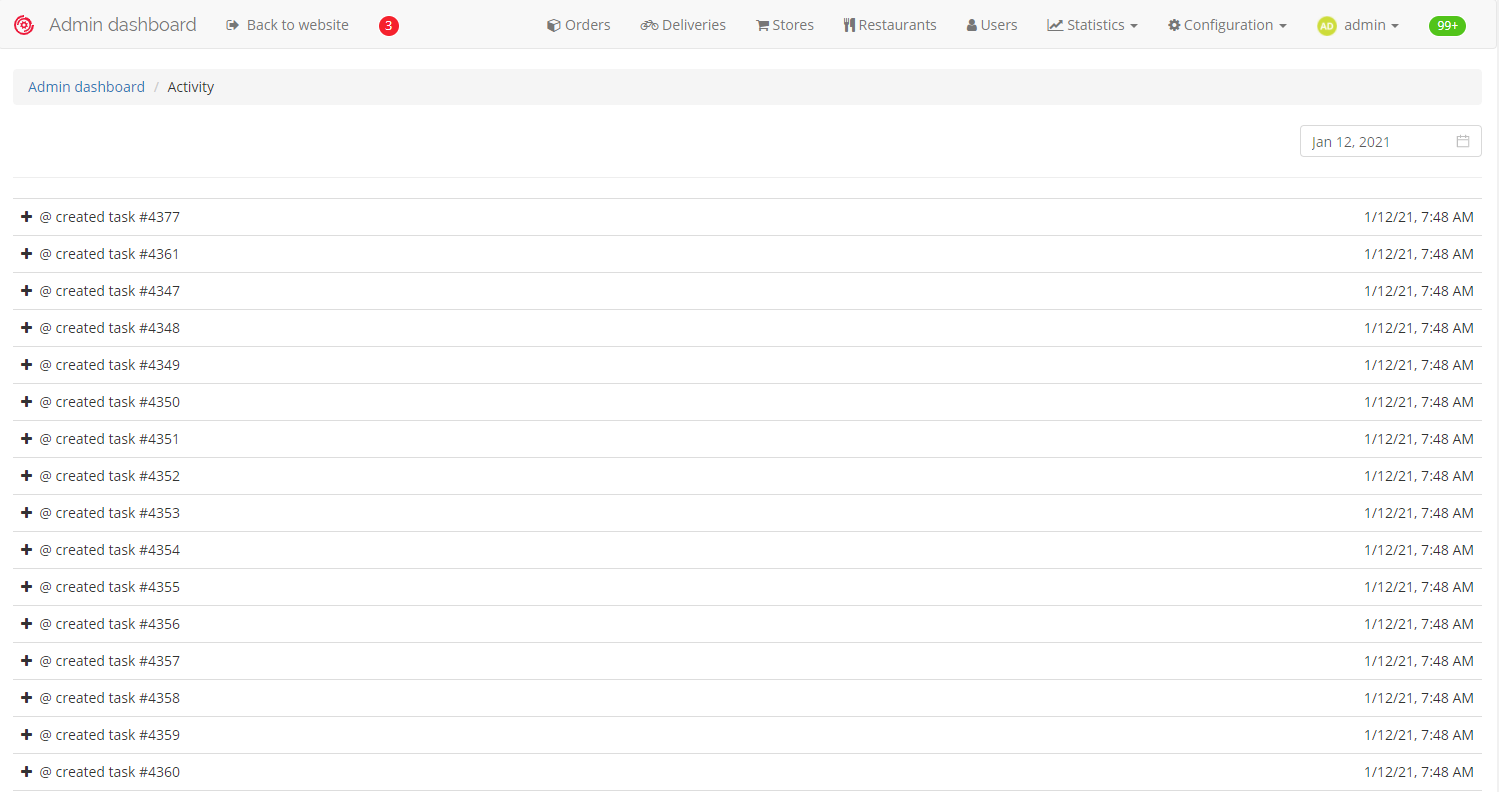 Admin dashboard Back to website 3 Orders Deliveries Stores Restaurants Users Statistics Configuration AD admin 99+
Admin dashboard / Activity
Jan 12, 2021
@ created task #4377 1/12/21, 7:48 AM
@ created task #4361 1/12/21, 7:48 AM
@ created task #4347 1/12/21, 7:48 AM
@ created task #4348 1/12/21, 7:48 AM
@ created task #4349 1/12/21, 7:48 AM
@ created task #4350 1/12/21, 7:48 AM
@ created task #4351 1/12/21, 7:48 AM
@ created task #4352 1/12/21, 7:48 AM
@ created task #4353 1/12/21, 7:48 AM
@ created task #4354 1/12/21, 7:48 AM
@ created task #4355 1/12/21, 7:48 AM
@ created task #4356 1/12/21, 7:48 AM
@ created task #4357 1/12/21, 7:48 AM
@ created task #4358 1/12/21, 7:48 AM
@ created task #4359 1/12/21, 7:48 AM
@ created task #4360 1/12/21, 7:48 AM